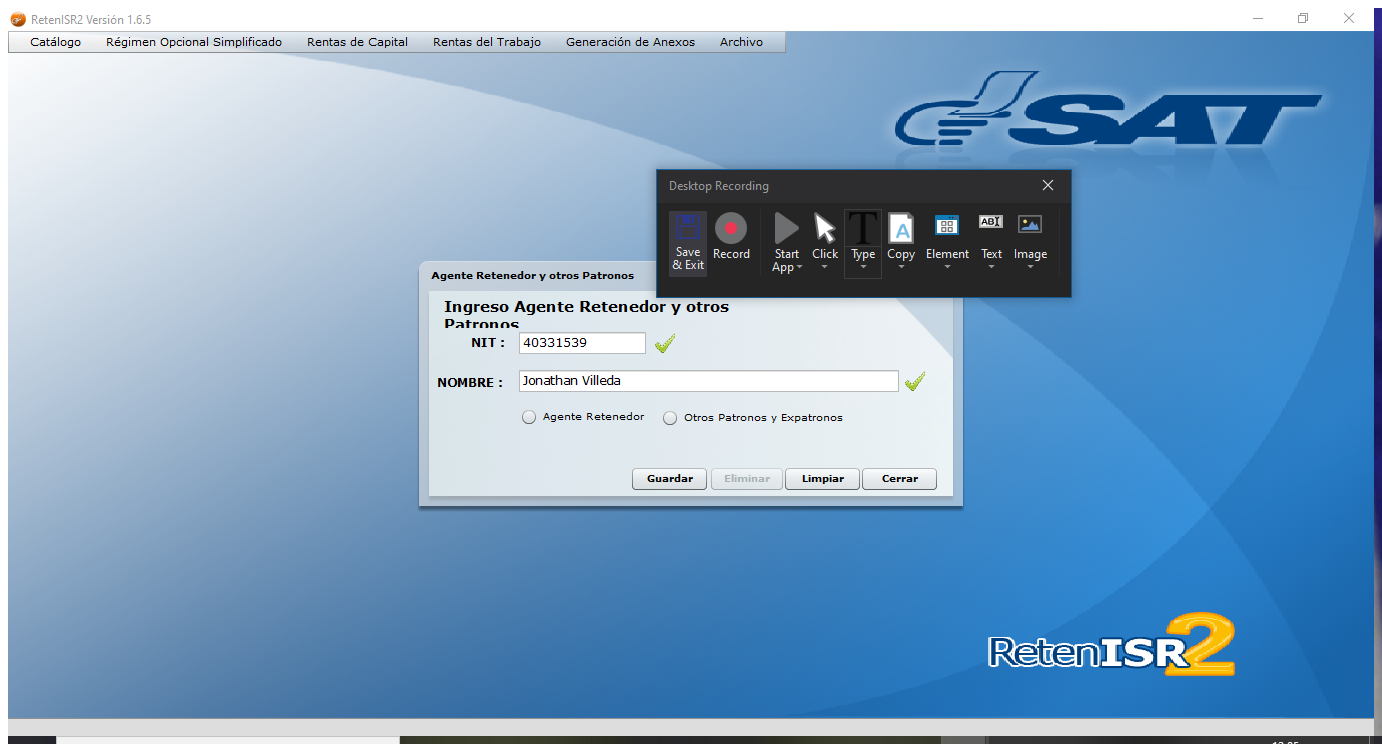 RetenISR2 Versión 1.6.5
Catálogo Régimen Opcional Simplificado Rentas de Capital Rentas del Trabajo Generación de Anexos Archivo
SAT
Desktop Recording
Save & Exit Record Start App Click Type Copy Element Text Image
Agente Retenedor y otros Patronos
Ingreso Agente Retenedor y otros
Patronos
NIT : 40331539
NOMBRE : Jonathan Villeda
Agente Retenedor Otros Patronos y Expatronos
Guardar Eliminar Limpiar Cerrar
RetenISR2